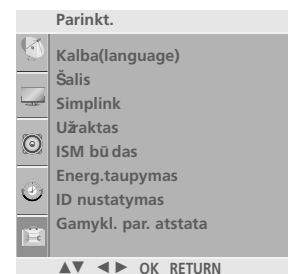 Parinkt.
Kalba(language)
Šalis
Simplink
Užraktas
ISM bū das
Energ.taupymas
ID nustatymas
Gamykl. par. atstata
▲▼ ◄► OK RETURN